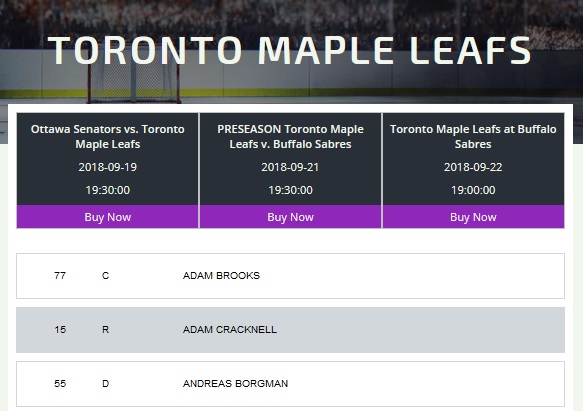 TORONTO MAPLE LEAFS
Ottawa Senators vs. Toronto
Maple Leafs
2018-09-19
19:30:00
Buy Now
PRESEASON Toronto Maple
Leafs v. Buffalo Sabres
2018-09-21
19:30:00
Buy Now
Toronto Maple Leafs at Buffalo
Sabres
2018-09-22
19:00:00
Buy Now
77 C ADAM BROOKS
15 R ADAM CRACKNELL
55 D ANDREAS BORGMAN